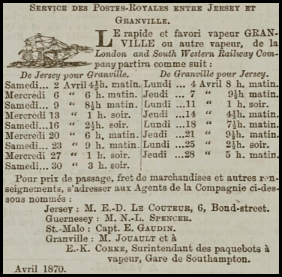 SERVICE DES POSTES-ROYALES ENTRE JERSEY ET
GRANVILLE.
LE rapide et favori vapeur GRAN-
VILLE ou autre vapeur, de la
London and South Western Railway Com-
pany partira comme suit :
De Jersey pour Granville. De Granville pour Jersey.
Samedi... 2 Avril 4½h. matin. Lundi ... 4 Avril 8 h. matin.
Mercredi 6 " 6 h. matin. Jeudi ... 7 " 9½h. matin.
Samedi... 9 " 8½h. matin. Lundi ...11 " 1 h. soir.
Mercredi 13 " 1 h. soir. Jeudi ...14 " 4½h. matin.
Samedi...16 " 2½h. soir. Lundi ...18 " 7½h. matin.
Mercredi 20 " 6½h. matin. Jeudi ...21 " 9½h. matin.
Samedi...23 " 9 h. matin. Lundi ...25 " 2½h. soir.
Mercredi 27 " 1 h. soir. Jeudi ...28 " 5 h. matin.
Samedi...30 " 3 h. soir.
Pour prix de passage, fret de marchandises et autres ren-
seignements, s'adresser aux Agents de la Compagnie ci-des-
sous nommés :
Jersey : M. E.-D. LE COUTEUR, 6, Bond-street.
Guernesey : M. N.-L. SPENCER.
St.-Malo : Capt. E. GAUDIN.
Granville : M. JOUAULT et à
E.-K. CORKE, Surintendant des paquebots à
vapeur, Gare de Southampton.
Avril 1870.